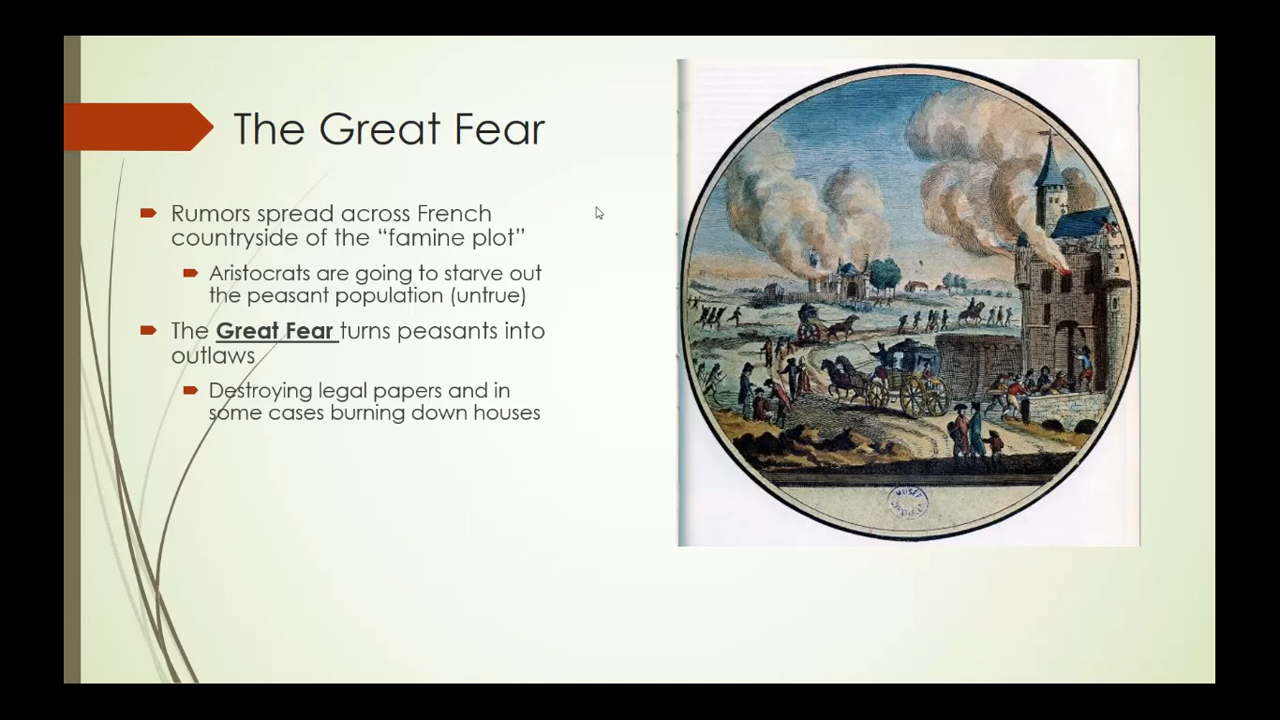 The Great Fear
Rumors spread across French
countryside of the “famine plot”
Aristocrats are going to starve out
the peasant population (untrue)
The Great Fear turns peasants into
outlaws
Destroying legal papers and in
some cases burning down houses